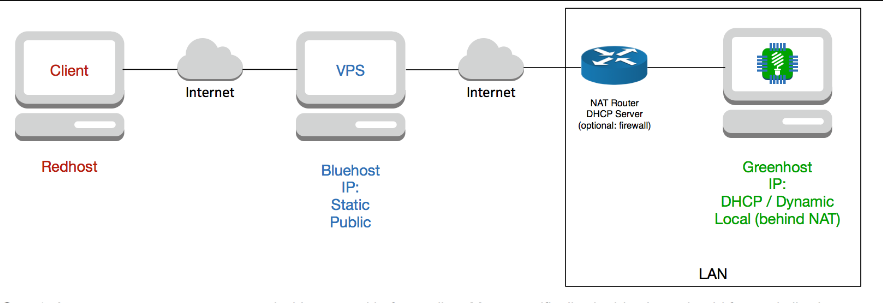 Client
Internet
VPS
Internet
NAT Router
DHCP Server
(optional: firewall)
Redhost
Bluehost
IP:
Static
Public
Greenhost
IP:
DHCP / Dynamic
Local (behind NAT)
LAN